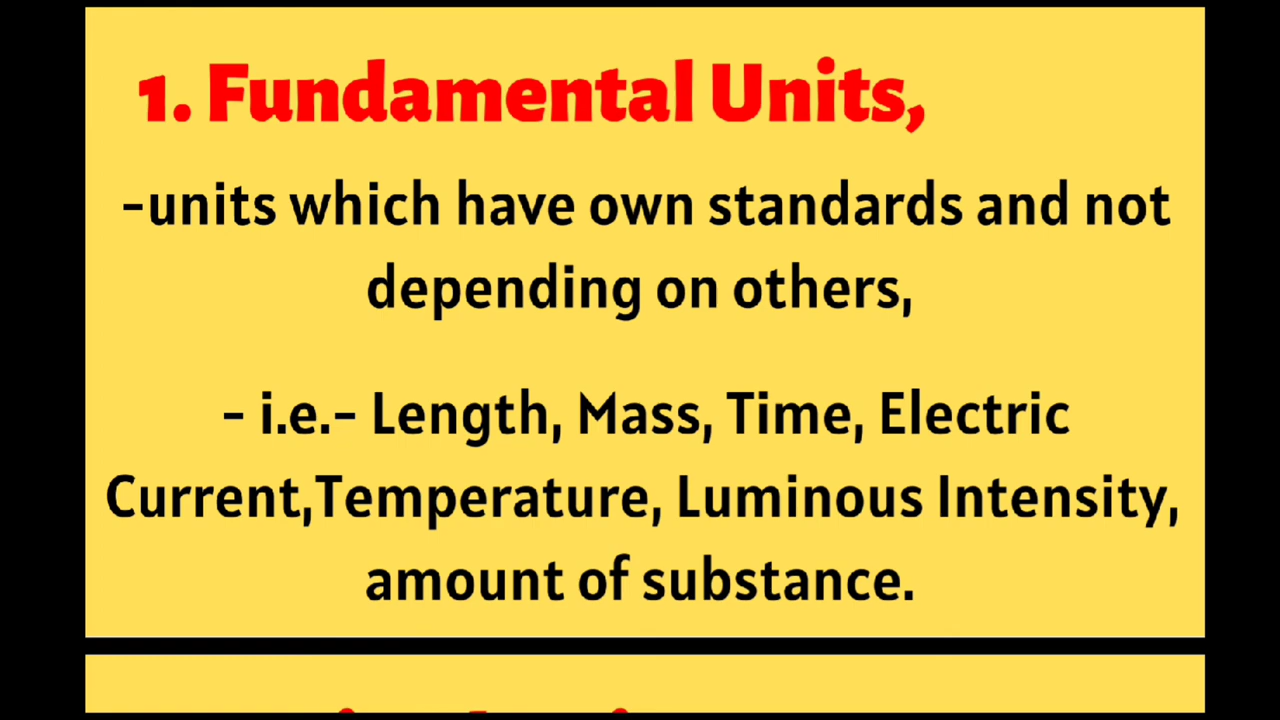 1. Fundamental Units,
-units which have own standards and not
depending on others,
- i.e.- Length, Mass, Time, Electric
Current,Temperature, Luminous Intensity,
amount of substance.